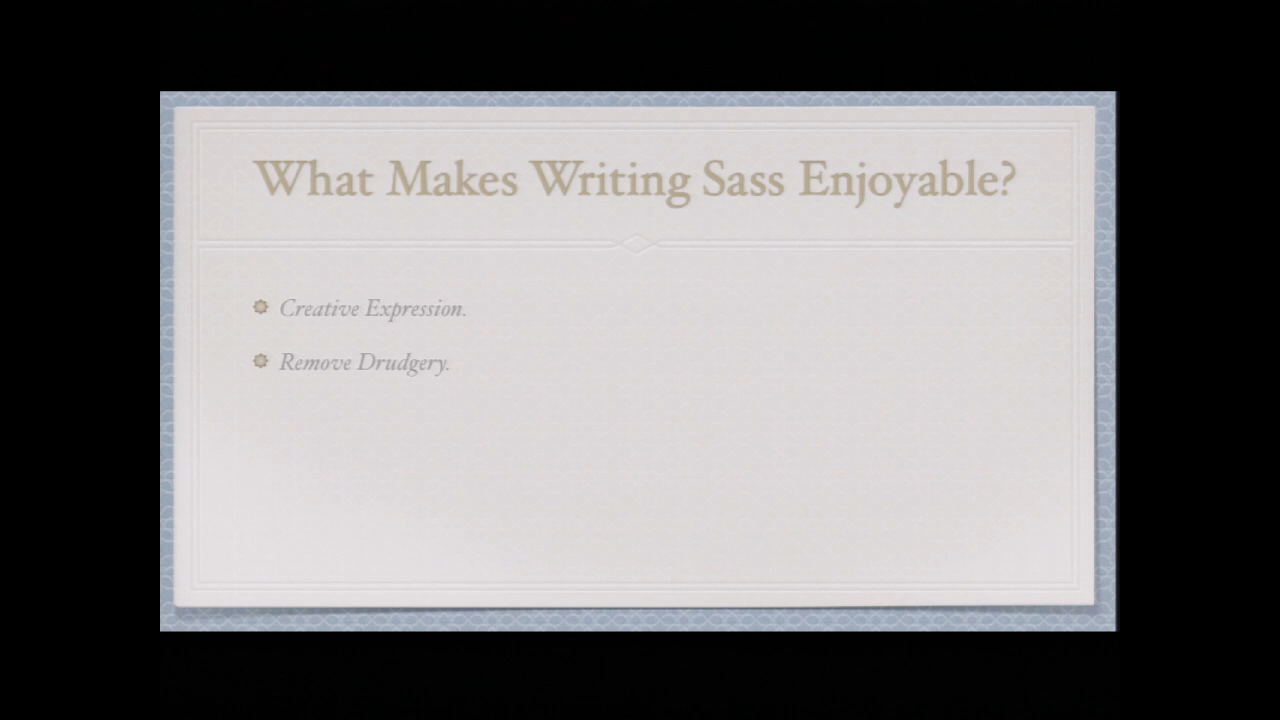 What Makes Writing Sass Enjoyable?
Creative Expression.
Remove Drudgery.